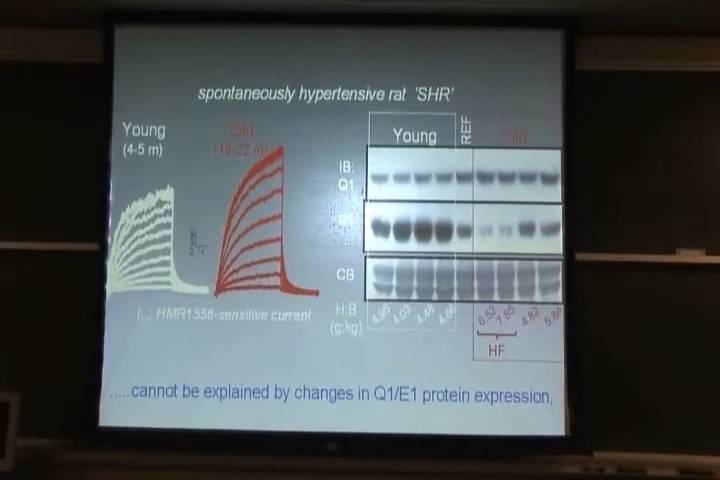 spontaneously hypertensive rat 'SHR'
Young
(4-5 m)
Old
(18-22 m)
HMR1556-sensitive current
Young
REF
Old
IB:
Q1
CB
H:B
(g:kg)
4.95 4.03 4.48 4.66 6.52 7.85 4.82 5.84
HF
.....cannot be explained by changes in Q1/E1 protein expression,